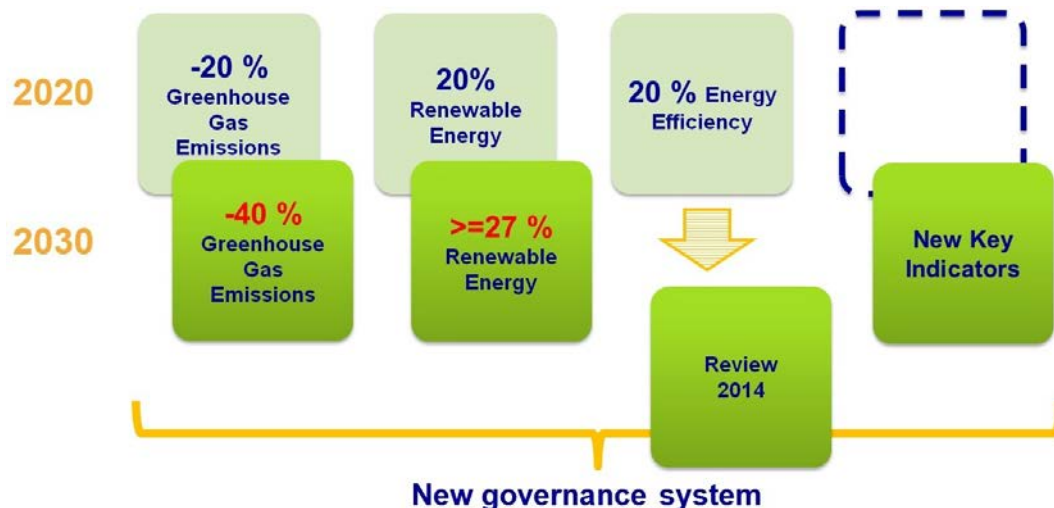 2020
-20 %
Greenhouse
Gas
Emissions
20%
Renewable
Energy
20 % Energy
Efficiency
2030
-40 %
Greenhouse
Gas
Emissions
>=27 %
Renewable
Energy
New Key
Indicators
Review
2014
New governance system